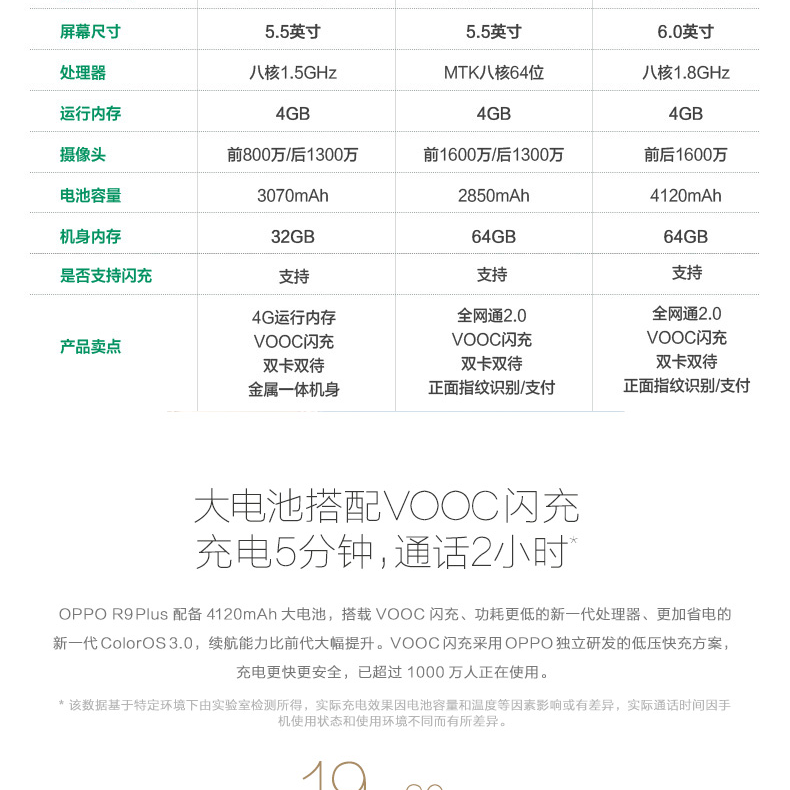 屏幕尺寸 5.5英寸 5.5英寸 6.0英寸
处理器 八核1.5GHz MTK八核64位 八核1.8GHz
运行内存 4GB 4GB 4GB
摄像头 前800万/后1300万 前1600万/后1300万 前后1600万
电池容量 3070mAh 2850mAh 4120mAh
机身内存 32GB 64GB 64GB
是否支持闪充 支持 支持 支持
产品卖点
4G运行内存
VOOC闪充
双卡双待
金属一体机身
全网通2.0
VOOC闪充
双卡双待
正面指纹识别/支付
全网通2.0
VOOC闪充
双卡双待
正面指纹识别/支付
大电池搭配VOOC闪充
充电5分钟,通话2小时*
OPPO R9Plus 配备 4120mAh 大电池，搭载 VOOC 闪充、功耗更低的新一代处理器、更加省电的
新一代 ColorOS 3.0，续航能力比前代大幅提升。VOOC 闪充采用 OPPO 独立研发的低压快充方案，
充电更快更安全，已超过 1000 万人正在使用。
* 该数据基于特定环境下由实验室检测所得，实际充电效果因电池容量和温度等因素影响或有差异，实际通话时间因手
机使用状态和使用环境不同而有所差异。
19